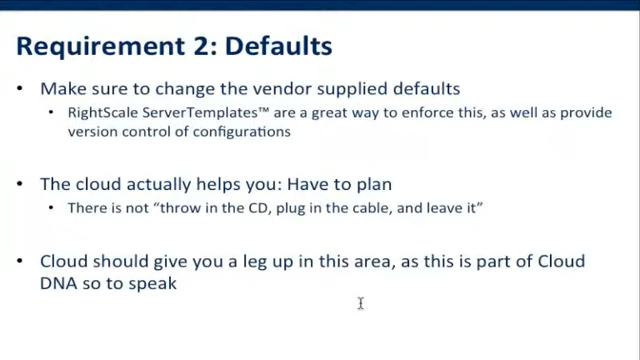 Requirement 2: Defaults
• Make sure to change the vendor supplied defaults
• RightScale ServerTemplates™ are a great way to enforce this, as well as provide
version control of configurations
• The cloud actually helps you: Have to plan
• There is not “throw in the CD, plug in the cable, and leave it”
• Cloud should give you a leg up in this area, as this is part of Cloud
DNA so to speak